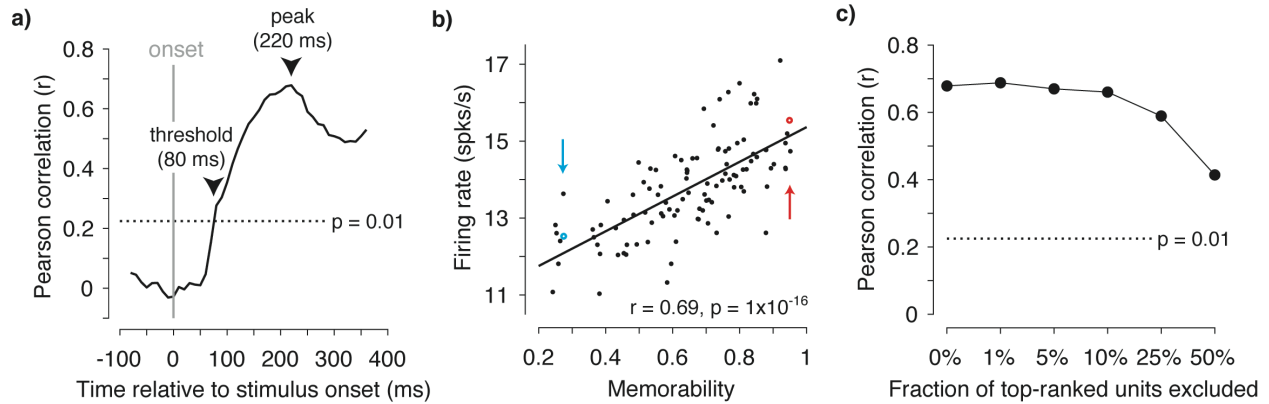 a)
peak
(220 ms)
onset
threshold
(80 ms)
p = 0.01
Pearson correlation (r)
0.8
0.6
0.4
0.2
0
-100 0 100 200 300 400
Time relative to stimulus onset (ms)
b)
Firing rate (spks/s)
17
15
13
11
r = 0.69, p = 1x10-16
0.2 0.4 0.6 0.8 1
Memorability
c)
Pearson correlation (r)
0.8
0.6
0.4
0.2
0
p = 0.01
0% 1% 5% 10% 25% 50%
Fraction of top-ranked units excluded